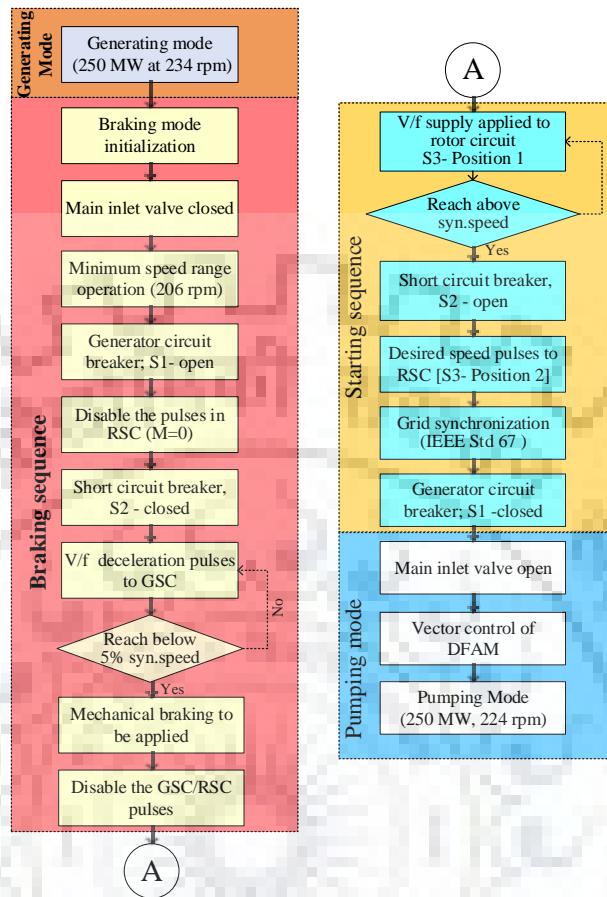 Generating
Mode
Generating mode
(250 MW at 234 rpm)
Braking sequence
Braking mode
initialization
Main inlet valve closed
Minimum speed range
operation (206 rpm)
Generator circuit
breaker; S1- open
Disable the pulses in
RSC (M=0)
Short circuit breaker,
S2 - closed
V/f deceleration pulses
to GSC
No
Reach below
5% syn.speed
Yes
Mechanical braking to
be applied
Disable the GSC/RSC
pulses
A
A
Starting sequence
V/f supply applied to
rotor circuit
S3- Position 1
Reach above
syn.speed
Yes
Short circuit breaker,
S2 - open
Desired speed pulses to
RSC [S3- Position 2]
Grid synchronization
(IEEE Std 67 )
Generator circuit
breaker; S1 -closed
Pumping mode
Main inlet valve open
Vector control of
DFAM
Pumping Mode
(250 MW, 224 rpm)